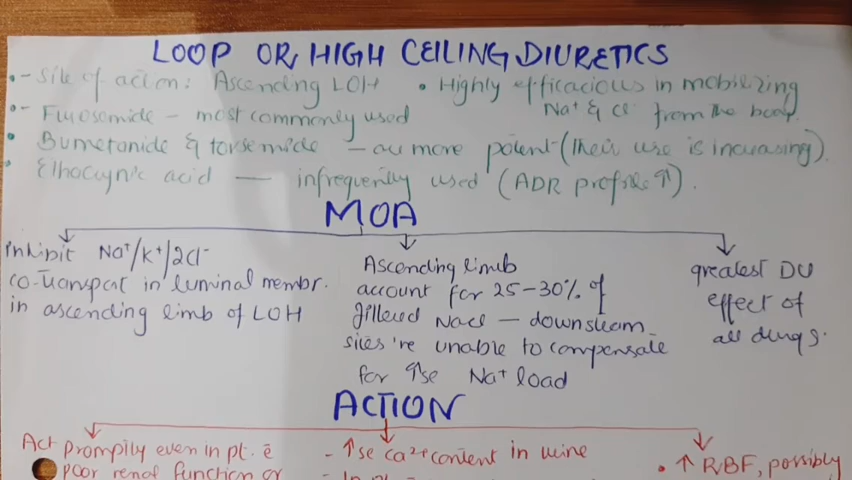 LOOP OR HIGH CEILING DIURETICS
- Site of action: Ascending LOH • Highly efficacious in mobilizing
Na+ & Cl- from the body.
- Furosemide - most commonly used
• Bumetanide & torsemide - are more potent (their use is increasing).
• Ethacrynic acid — infrequently used (ADR profile ↑).
MOA
inhibit Na+/K+/2Cl-
co-transport in luminal membr.
in ascending limb of LOH
Ascending limb
account for 25-30% of
filtered NaCl - downstream
sites're unable to compensate
for ↑se Na+ load
greatest DU
effect of
all drugs.
ACTION
Act promptly even in pt. c̄
poor renal function or
- ↑se Ca2+ content in urine
- In
• ↑ RBF, possibly